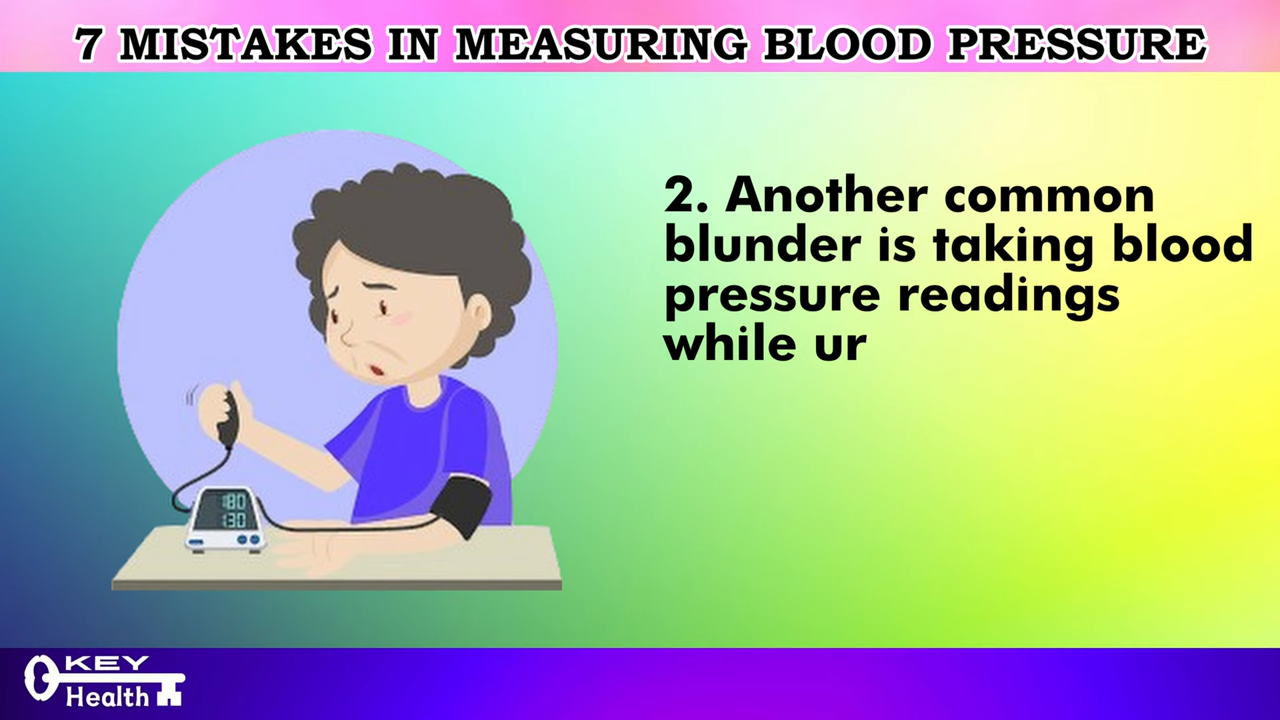 7 MISTAKES IN MEASURING BLOOD PRESSURE
2. Another common
blunder is taking blood
pressure readings
while ur
180
130
KEY
Health